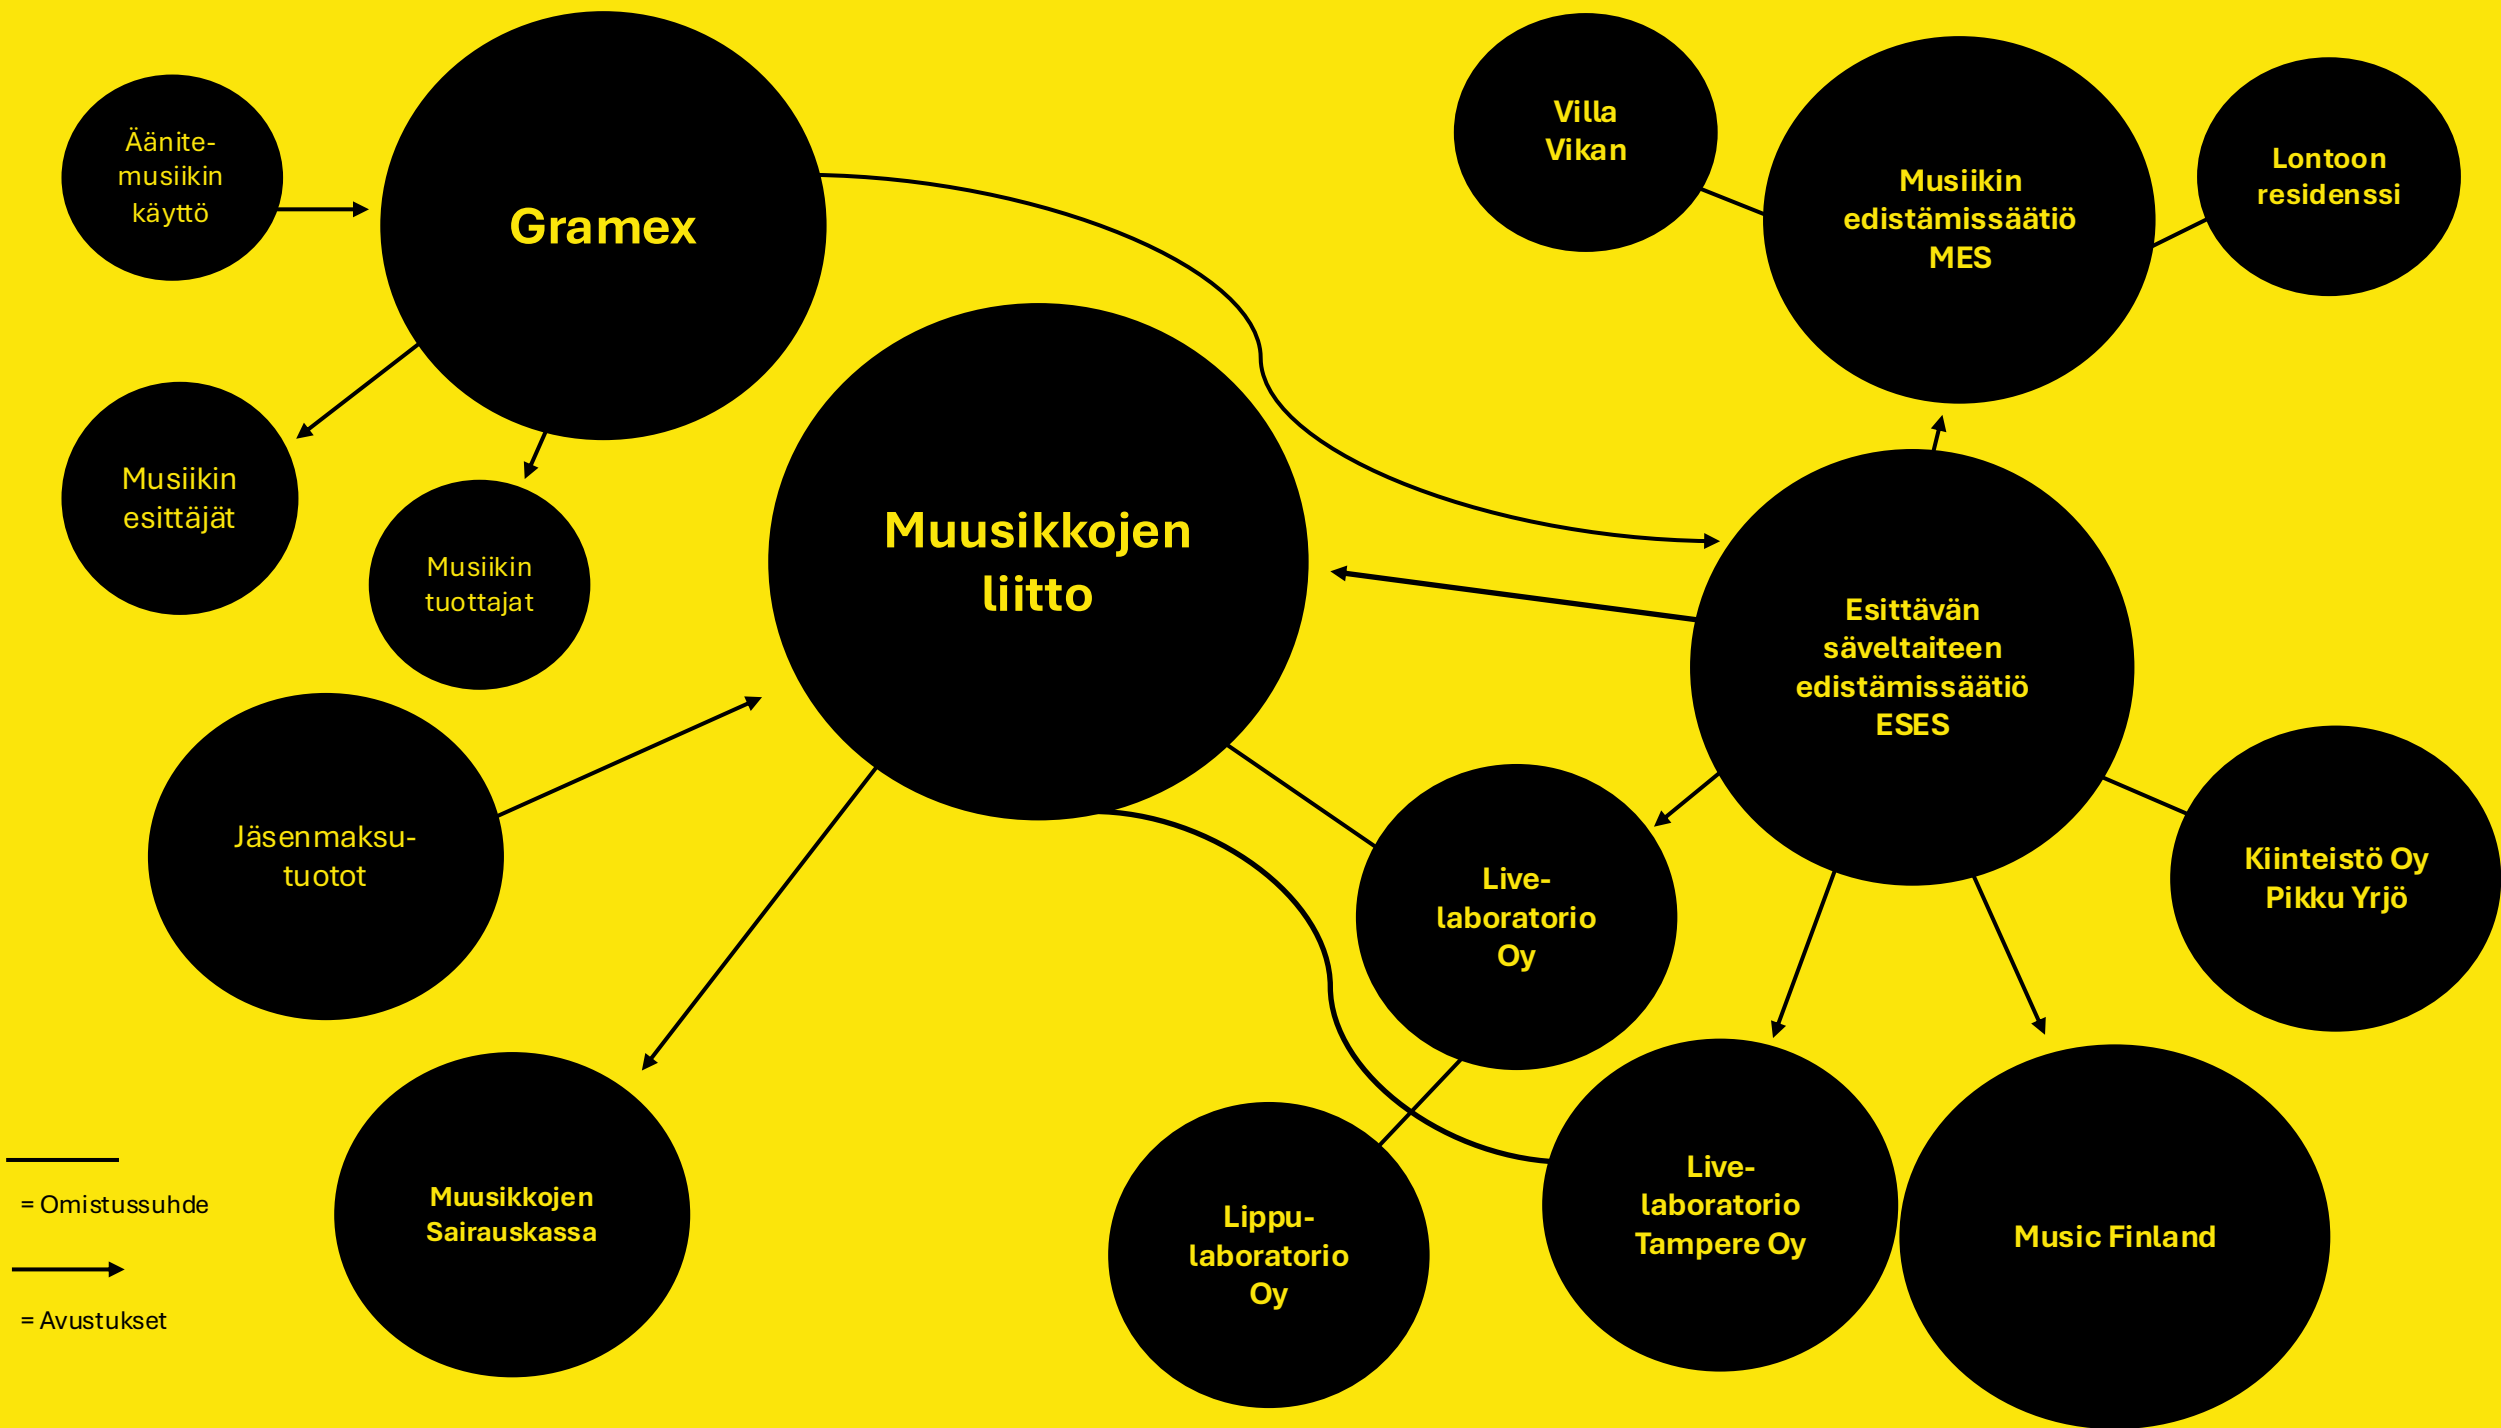 Äänite-
musiikin
käyttö
Gramex
Villa
Vikan
Musiikin
edistämissäätiö
MES
Lontoon
residenssi
Musiikin
esittäjät
Musiikin
tuottajat
Muusikkojen
liitto
Esittävän
säveltaiteen
edistämissäätiö
ESES
Jäsenmaksu-
tuotot
Live-
laboratorio
Oy
Kiinteistö Oy
Pikku Yrjö
Muusikkojen
Sairauskassa
Lippu-
laboratorio
Oy
Live-
laboratorio
Tampere Oy
Music Finland
= Omistussuhde
= Avustukset